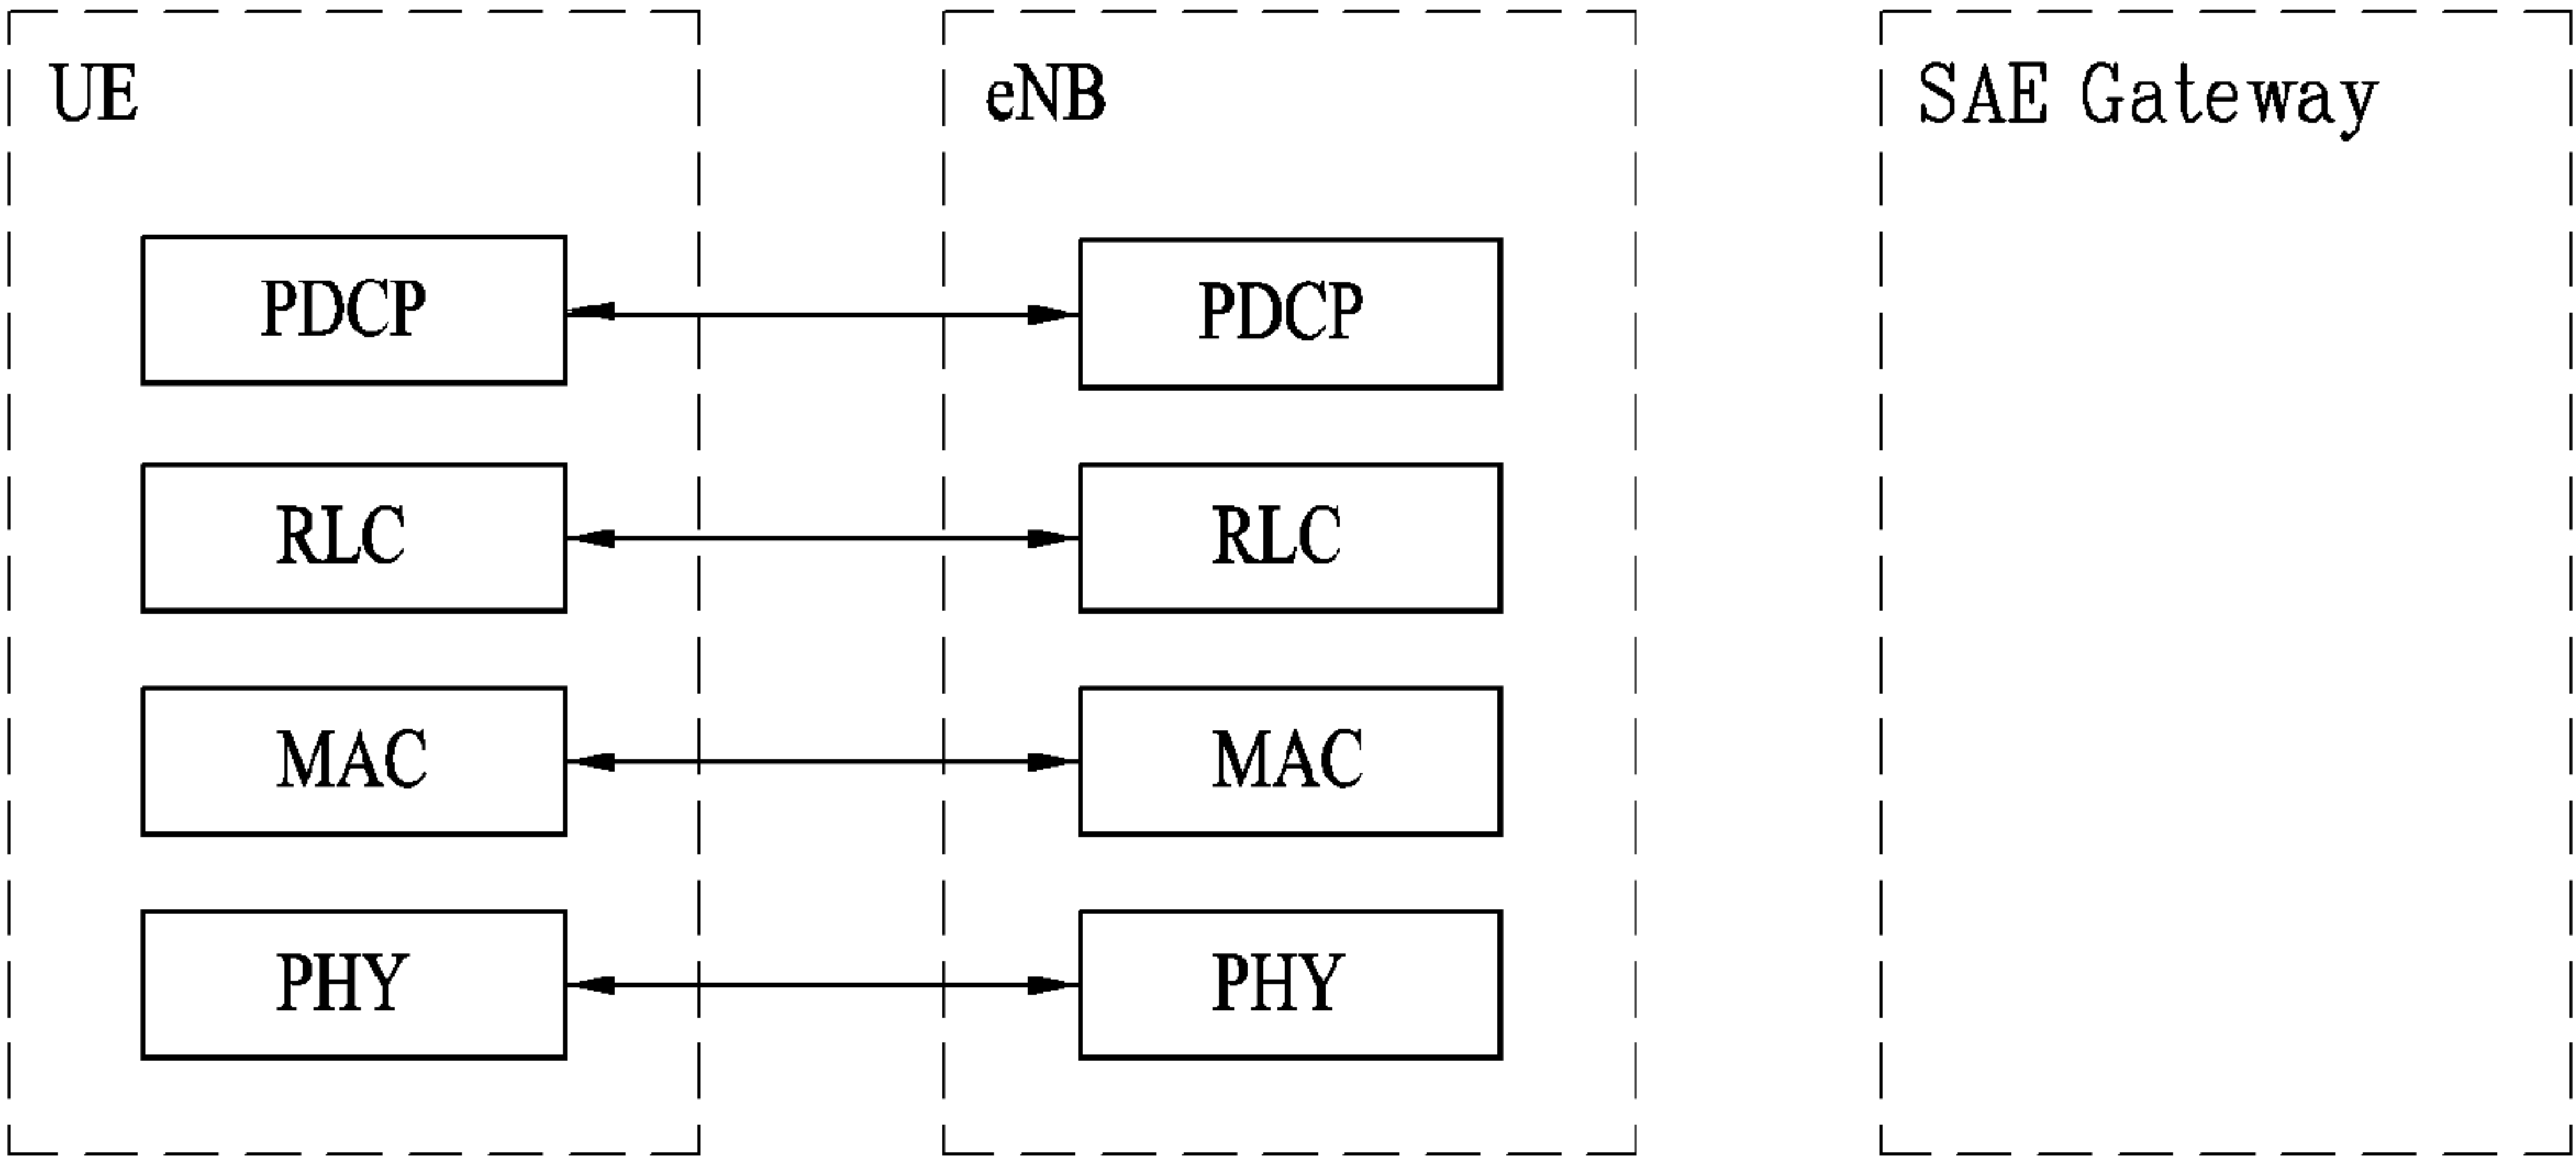 UE
eNB
SAE Gateway
PDCP
PDCP
RLC
RLC
MAC
MAC
PHY
PHY